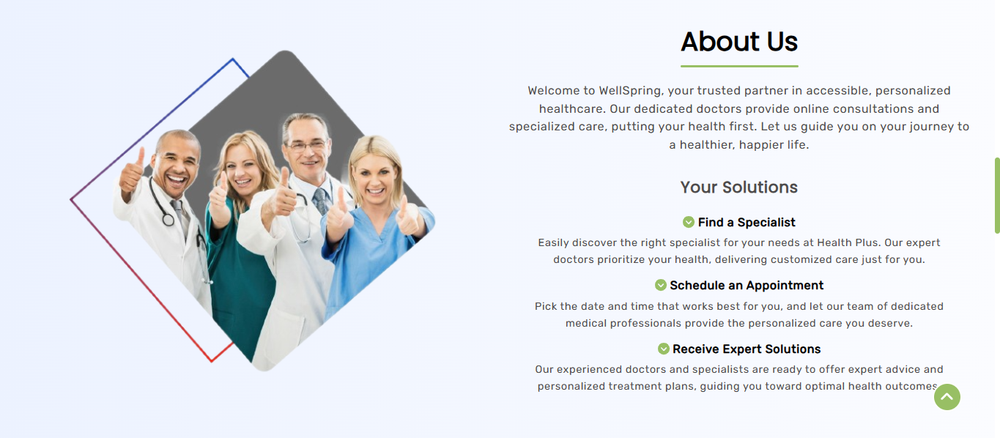 About Us
Welcome to WellSpring, your trusted partner in accessible, personalized
healthcare. Our dedicated doctors provide online consultations and
specialized care, putting your health first. Let us guide you on your journey to
a healthier, happier life.
Your Solutions
Find a Specialist
Easily discover the right specialist for your needs at Health Plus. Our expert
doctors prioritize your health, delivering customized care just for you.
Schedule an Appointment
Pick the date and time that works best for you, and let our team of dedicated
medical professionals provide the personalized care you deserve.
Receive Expert Solutions
Our experienced doctors and specialists are ready to offer expert advice and
personalized treatment plans, guiding you toward optimal health outcomes